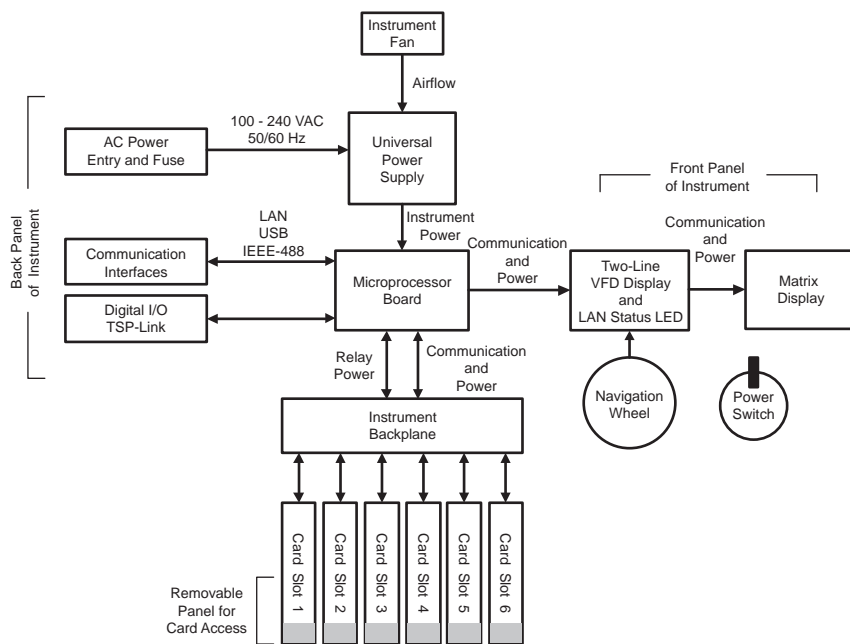 Instrument
Fan
Airflow
100 - 240 VAC
50/60 Hz
AC Power
Entry and Fuse
Universal
Power
Supply
Back Panel
of Instrument
Front Panel
of Instrument
LAN
USB
IEEE-488
Instrument
Power
Communication
and
Power
Communication
and
Power
Communication
Interfaces
Microprocessor
Board
Two-Line
VFD Display
and
LAN Status LED
Matrix
Display
Digital I/O
TSP-Link
Relay
Power
Communication
and
Power
Navigation
Wheel
Power
Switch
Instrument
Backplane
Card Slot 1
Card Slot 2
Card Slot 3
Card Slot 4
Card Slot 5
Card Slot 6
Removable
Panel for
Card Access